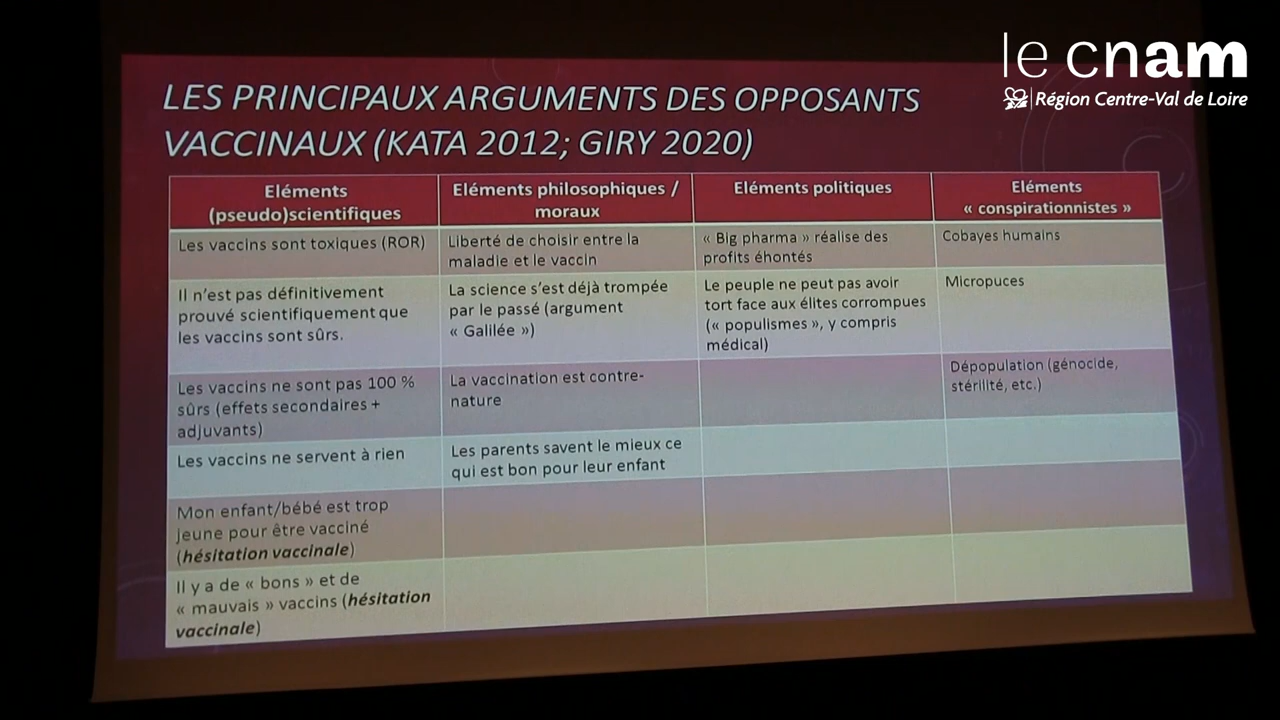 le cnam
Région Centre-Val de Loire
LES PRINCIPAUX ARGUMENTS DES OPPOSANTS
VACCINAUX (KATA 2012; GIRY 2020)
Eléments
(pseudo)scientifiques
Eléments philosophiques /
moraux
Eléments politiques
Eléments
« conspirationnistes »
Les vaccins sont toxiques (ROR)
Liberté de choisir entre la
maladie et le vaccin
« Big pharma » réalise des
profits éhontés
Cobayes humains
Il n'est pas définitivement
prouvé scientifiquement que
les vaccins sont sûrs.
La science s'est déjà trompée
par le passé (argument
« Galilée »)
Le peuple ne peut pas avoir
tort face aux élites corrompues
(« populismes », y compris
médical)
Micropuces
Les vaccins ne sont pas 100 %
sûrs (effets secondaires +
adjuvants)
La vaccination est contre-
nature
Dépopulation (génocide,
stérilité, etc.)
Les vaccins ne servent à rien
Les parents savent le mieux ce
qui est bon pour leur enfant
Mon enfant/bébé est trop
jeune pour être vacciné
(hésitation vaccinale)
Il y a de « bons » et de
« mauvais » vaccins (hésitation
vaccinale)